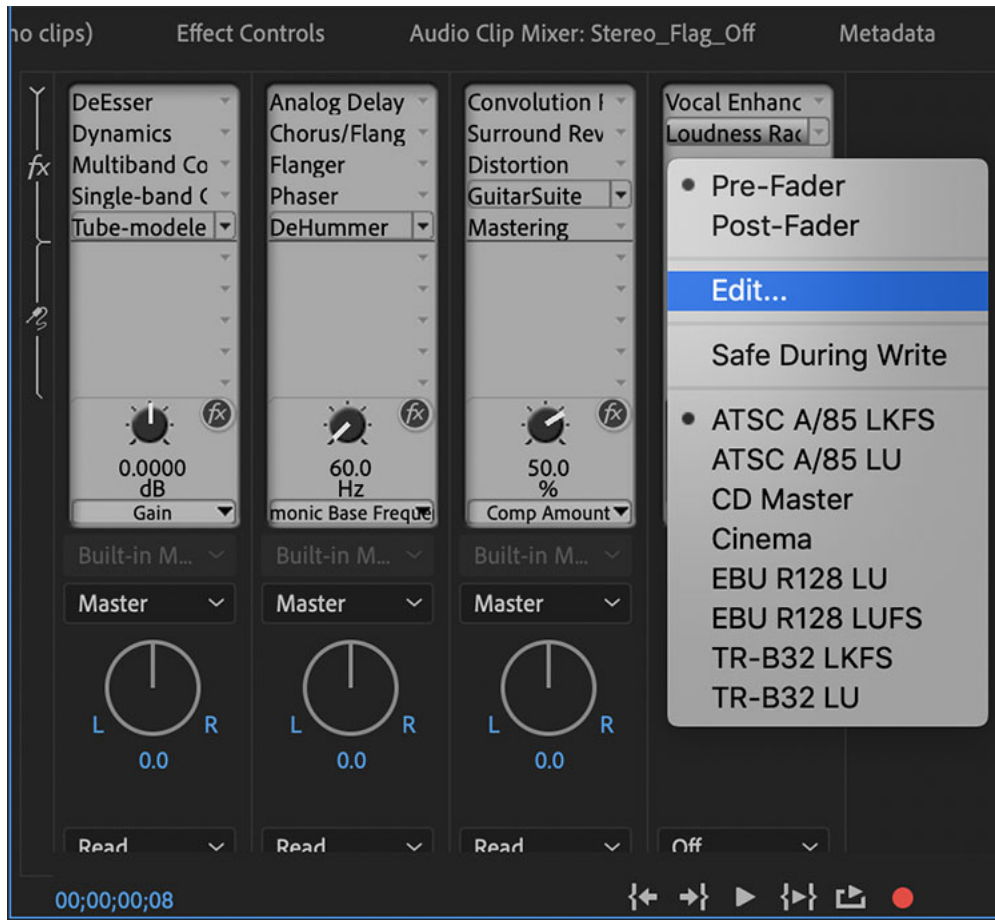 no clips) Effect Controls Audio Clip Mixer: Stereo_Flag_Off Metadata
DeEsser
Dynamics
Multiband Co
Single-band C
Tube-modele
0.0000
dB
Gain
Built-in M...
Master
L R
0.0
Read
Analog Delay
Chorus/Flang
Flanger
Phaser
DeHummer
60.0
Hz
monic Base Freque
Built-in M...
Master
L R
0.0
Read
Convolution
Surround Rev
Distortion
GuitarSuite
Mastering
50.0
%
Comp Amount
Built-in M...
Master
L R
0.0
Read
Vocal Enhanc
Loudness Rad
Pre-Fader
Post-Fader
Edit...
Safe During Write
ATSC A/85 LKFS
ATSC A/85 LU
CD Master
Cinema
EBU R128 LU
EBU R128 LUFS
TR-B32 LKFS
TR-B32 LU
Off
fx
fx
fx
fx
00;00;00;08